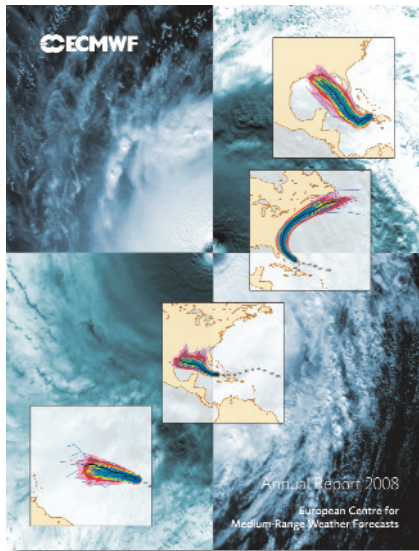 ECMWF
Annual Report 2008
European Centre for
Medium-Range Weather Forecasts